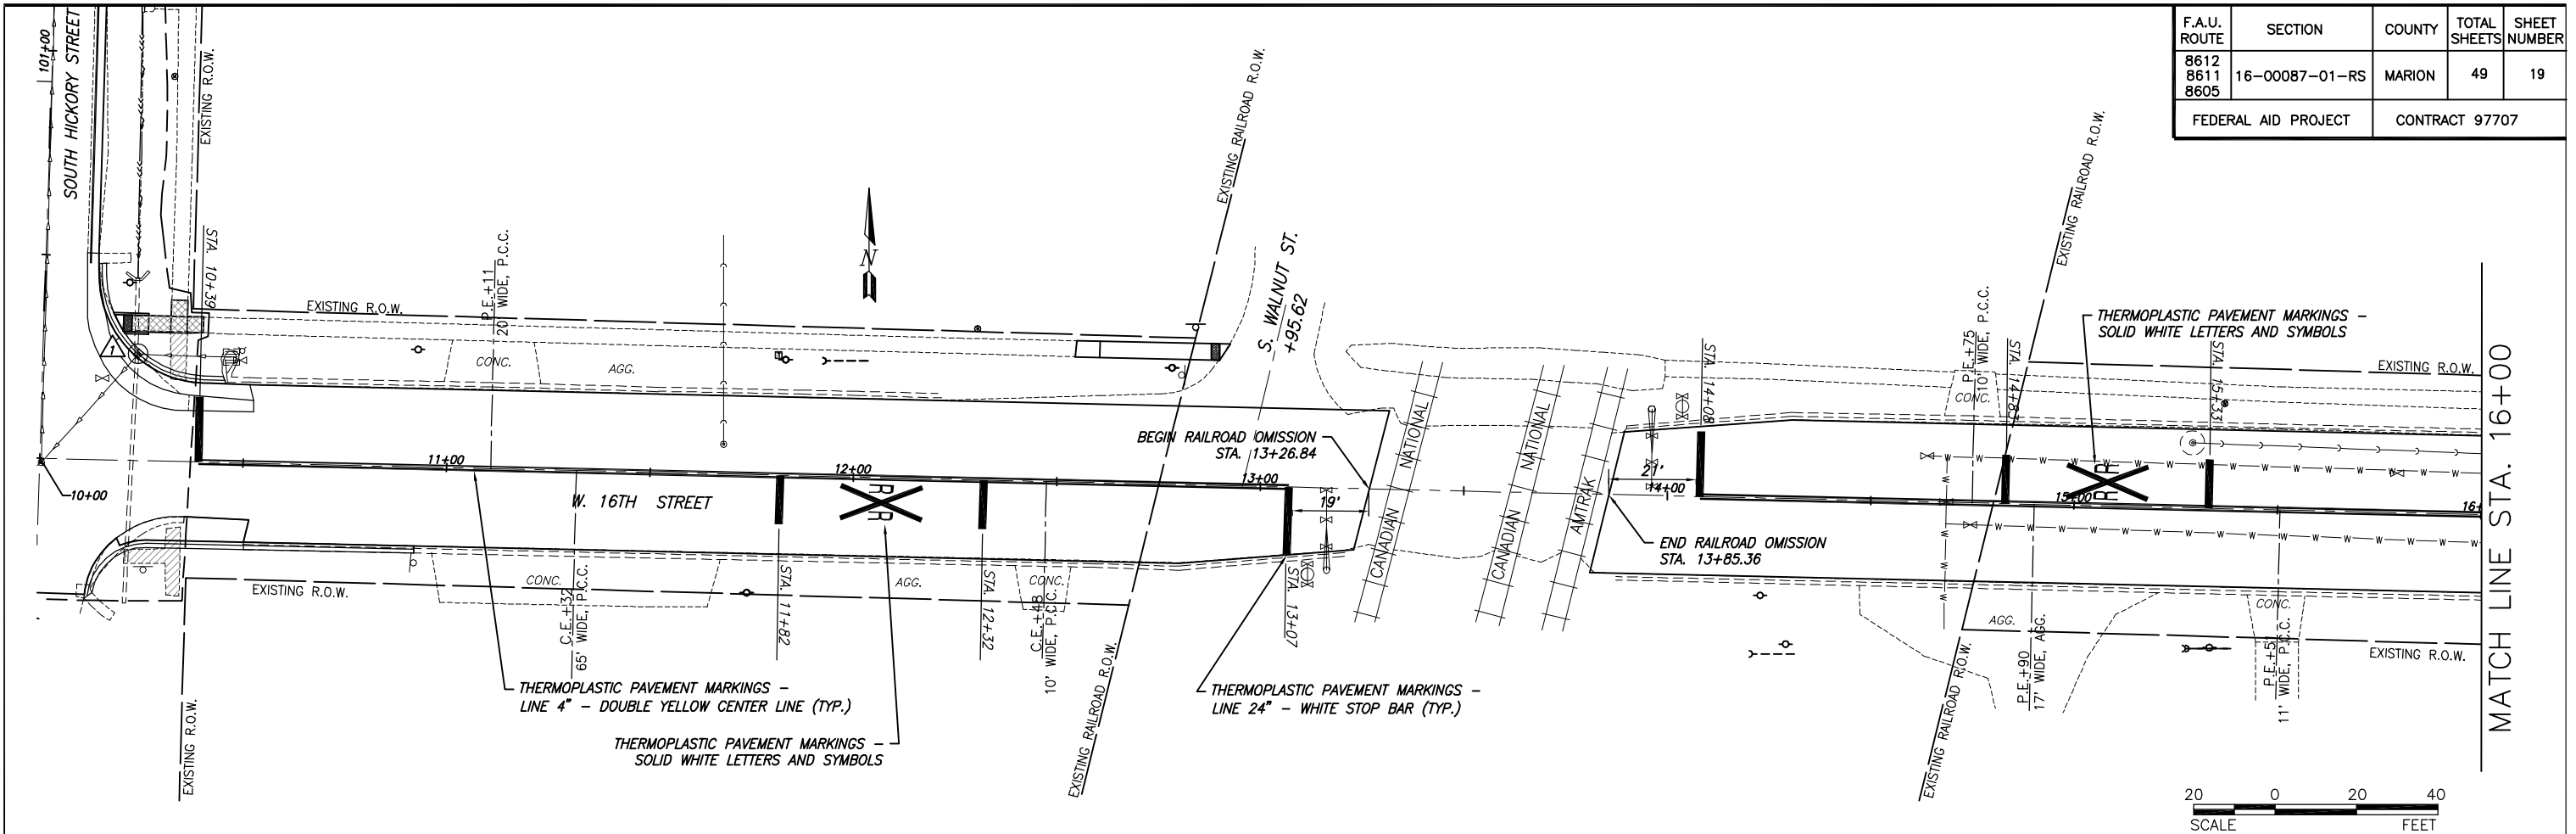 F.A.U. ROUTE
SECTION
COUNTY
TOTAL SHEETS
SHEET NUMBER
8612
8611
8605
16-00087-01-RS
MARION
49
19
FEDERAL AID PROJECT
CONTRACT 97707
101+00
SOUTH HICKORY STREET
EXISTING R.O.W.
STA. 10+39
EXISTING R.O.W.
P.E.+11
20' WIDE, P.C.C.
CONC.
AGG.
N
EXISTING RAILROAD R.O.W.
S. WALNUT ST.
+95.62
BEGIN RAILROAD OMISSION
STA. 13+26.84
CANADIAN NATIONAL
CANADIAN NATIONAL
AMTRAK
STA. 14+08
21'
EXISTING RAILROAD R.O.W.
P.E.+75
10' WIDE, P.C.C.
CONC.
STA. 14+83
THERMOPLASTIC PAVEMENT MARKINGS -
SOLID WHITE LETTERS AND SYMBOLS
STA. 15+33
EXISTING R.O.W.
MATCH LINE STA. 16+00
1
10+00
11+00
12+00
13+00
14+00
15+00
16+
W. 16TH STREET
R R
R R
19'
END RAILROAD OMISSION
STA. 13+85.36
W W W W W W W W W W W W
W W W W W W W W W W W W
W
W
W
EXISTING R.O.W.
CONC.
C.E.+32
65' WIDE, P.C.C.
STA. 11+82
AGG.
STA. 12+32
CONC.
C.E.+48
10' WIDE, P.C.C.
STA. 13+07
EXISTING RAILROAD R.O.W.
AGG.
P.E.+90
17' WIDE, AGG.
EXISTING RAILROAD R.O.W.
CONC.
P.E.+51
11' WIDE, P.C.C.
EXISTING R.O.W.
EXISTING R.O.W.
THERMOPLASTIC PAVEMENT MARKINGS -
LINE 4" - DOUBLE YELLOW CENTER LINE (TYP.)
THERMOPLASTIC PAVEMENT MARKINGS -
SOLID WHITE LETTERS AND SYMBOLS
THERMOPLASTIC PAVEMENT MARKINGS -
LINE 24" - WHITE STOP BAR (TYP.)
20 0 20 40
SCALE FEET